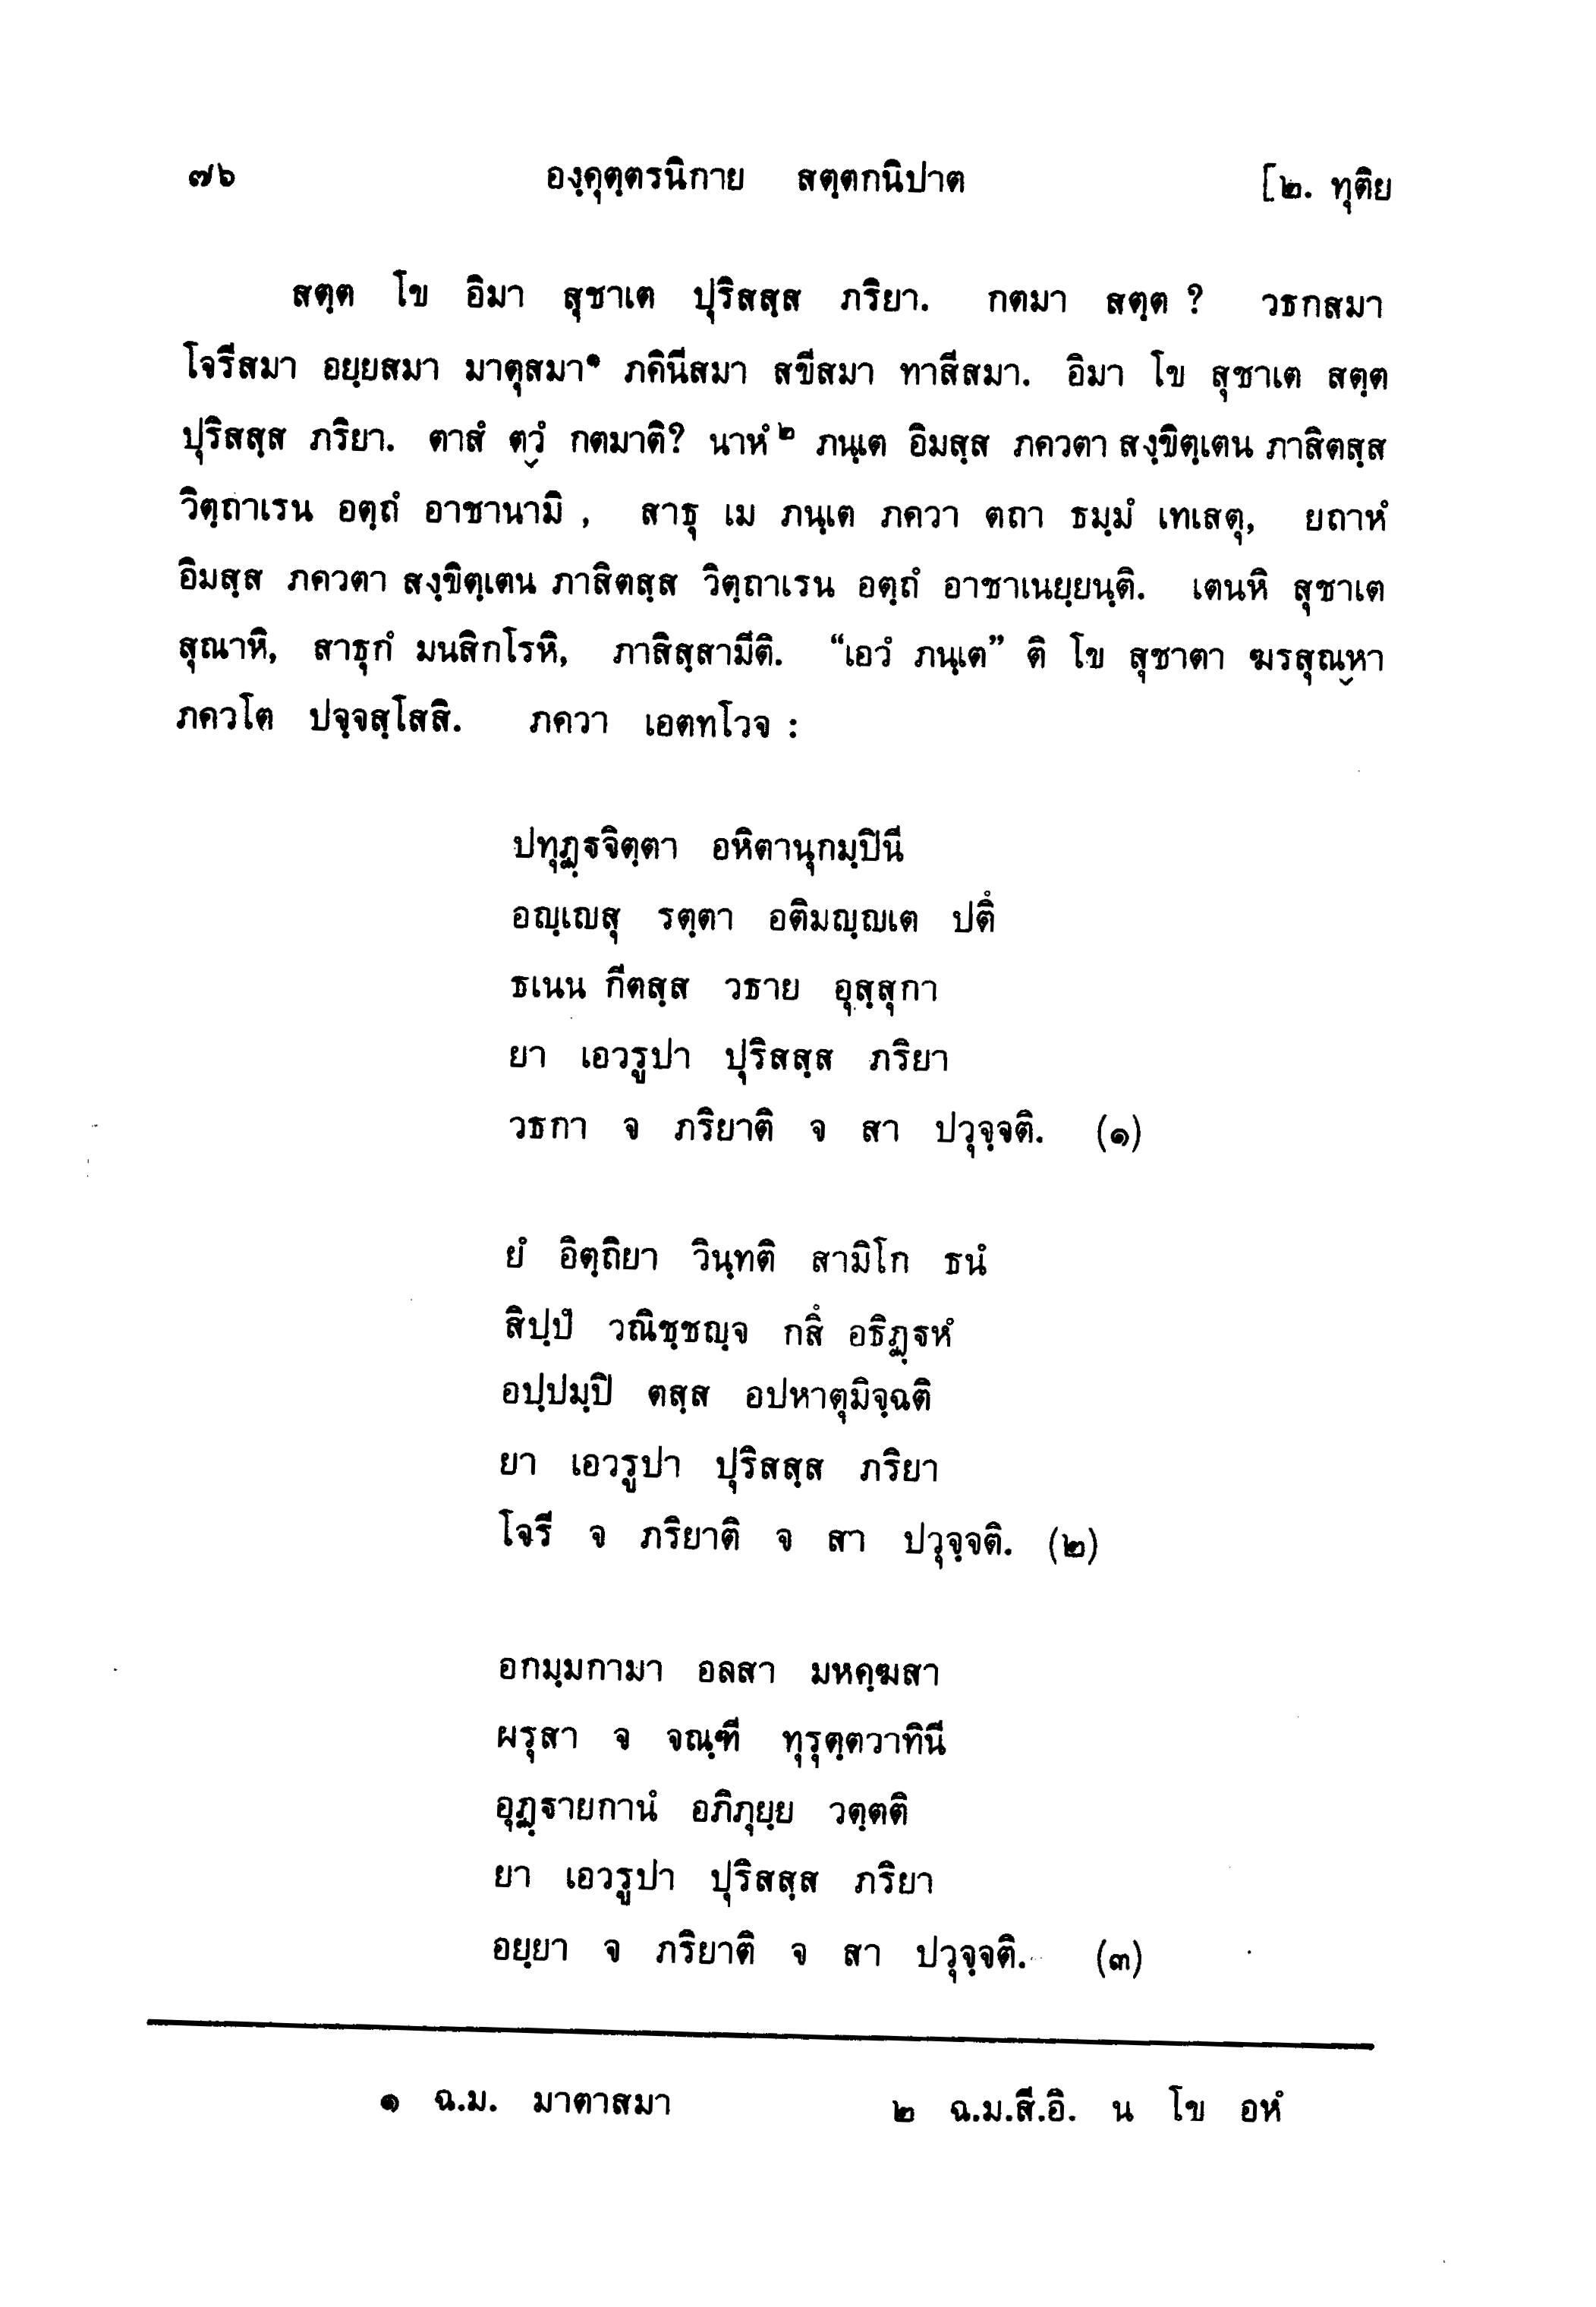 ๗๖ องฺคุตฺตรนิกาย สตฺตกนิปาต [๒. ทุติย
สตฺต โข อิมา สุชาเต ปุริสสฺส ภริยา. กตมา สตฺต ? วธกสมา
โจรีสมา อยฺยสมา มาตุสมา๑ ภคินีสมา สขีสมา ทาสีสมา. อิมา โข สุชาเต สตฺต
ปุริสสฺส ภริยา. ตาสํ ตฺวํ กตมาติ? นาหํ๒ ภนฺเต อิมสฺส ภควตา สงฺขิตฺเตน ภาสิตสฺส
วิตฺถาเรน อตฺถํ อาชานามิ , สาธุ เม ภนฺเต ภควา ตถา ธมฺมํ เทเสตุ, ยถาหํ
อิมสฺส ภควตา สงฺขิตฺเตน ภาสิตสฺส วิตฺถาเรน อตฺถํ อาชาเนยฺยนฺติ. เตนหิ สุชาเต
สุณาหิ, สาธุกํ มนสิกโรหิ, ภาสิสฺสามีติ. “เอวํ ภนฺเต” ติ โข สุชาตา ฆรสุณฺหา
ภควโต ปจฺจสฺโสสิ. ภควา เอตทโวจ :
ปทุฏฺฐจิตฺตา อหิตานุกมฺปินี
อญฺเญสุ รตฺตา อติมญฺญเต ปตึ
ธเนน กีตสฺส วธาย อุสฺสุกา
ยา เอวรูปา ปุริสสฺส ภริยา
วธกา จ ภริยาติ จ สา ปวุจฺจติ. (๑)
ยํ อิตฺถิยา วินฺทติ สามิโก ธนํ
สิปฺปํ วณิชฺชญฺจ กสึ อธิฏฺฐหํ
อปฺปมฺปิ ตสฺส อปหาตุมิจฺฉติ
ยา เอวรูปา ปุริสสฺส ภริยา
โจรี จ ภริยาติ จ สา ปวุจฺจติ. (๒)
อกมฺมกามา อลสา มหคฺฆสา
ผรุสา จ จณฺฑี ทุรุตฺตวาทินี
อุฏฺฐายกานํ อภิภุยฺย วตฺตติ
ยา เอวรูปา ปุริสสฺส ภริยา
อยฺยา จ ภริยาติ จ สา ปวุจฺจติ. (๓)
๑ ฉ.ม. มาตาสมา ๒ ฉ.ม.สี.อิ. น โข อหํ